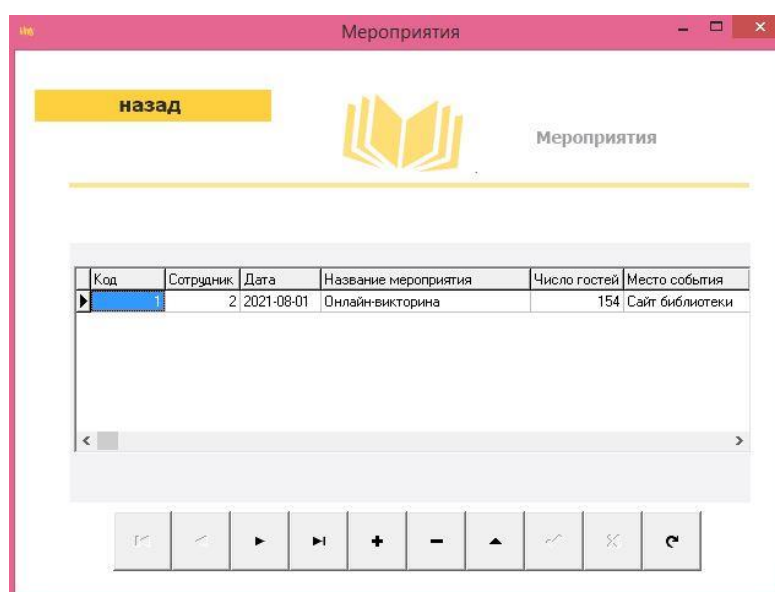 Мероприятия
назад
Мероприятия
Код Сотрудник Дата Название мероприятия Число гостей Место события
1 2 2021-08-01 Онлайн-викторина 154 Сайт библиотеки